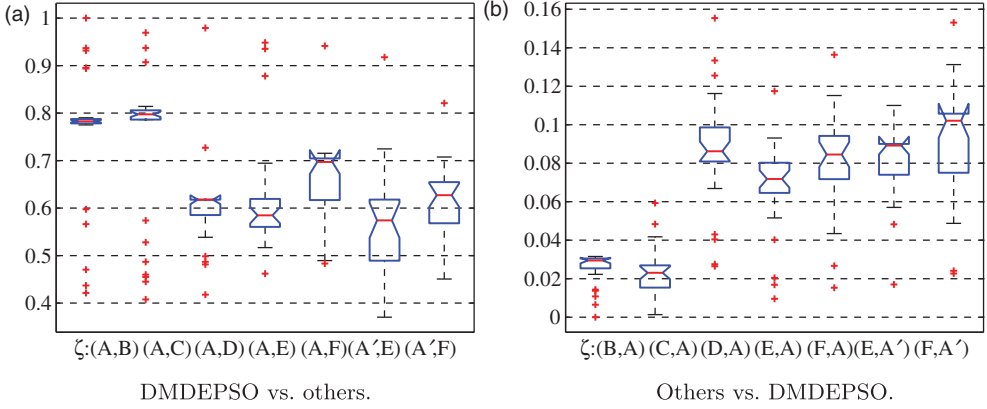 (a)
1
0.9
0.8
0.7
0.6
0.5
0.4
ζ:(A,B) (A,C) (A,D) (A,E) (A,F)(A′,E) (A′,F)
DMDEPSO vs. others.
(b)
0.16
0.14
0.12
0.1
0.08
0.06
0.04
0.02
0
ζ:(B,A) (C,A) (D,A) (E,A) (F,A)(E,A′) (F,A′)
Others vs. DMDEPSO.